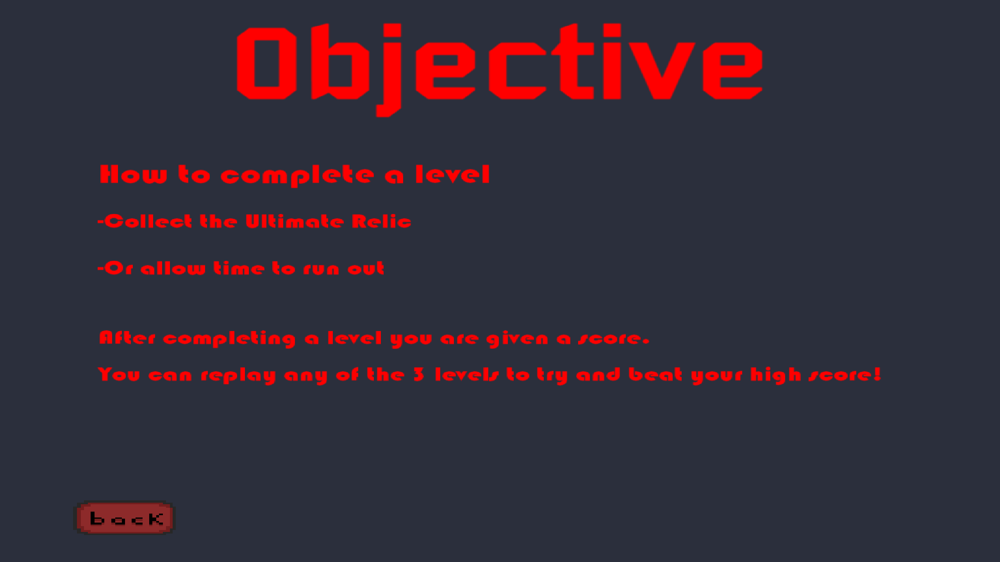 Objective
How to complete a level
-Collect the Ultimate Relic
-Or allow time to run out
After completing a level you are given a score.
You can replay any of the 3 levels to try and beat your high score!
back